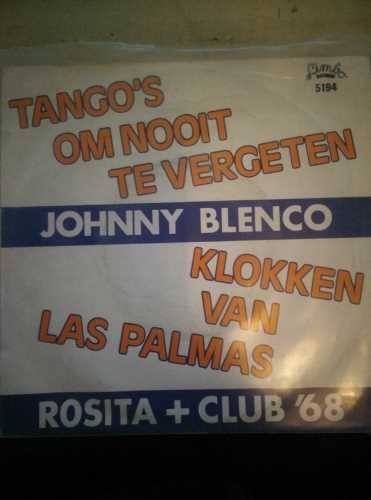 5194
TANGO'S
OM NOOIT
TE VERGETEN
JOHNNY BLENCO
KLOKKEN
VAN
LAS PALMAS
ROSITA + CLUB '68